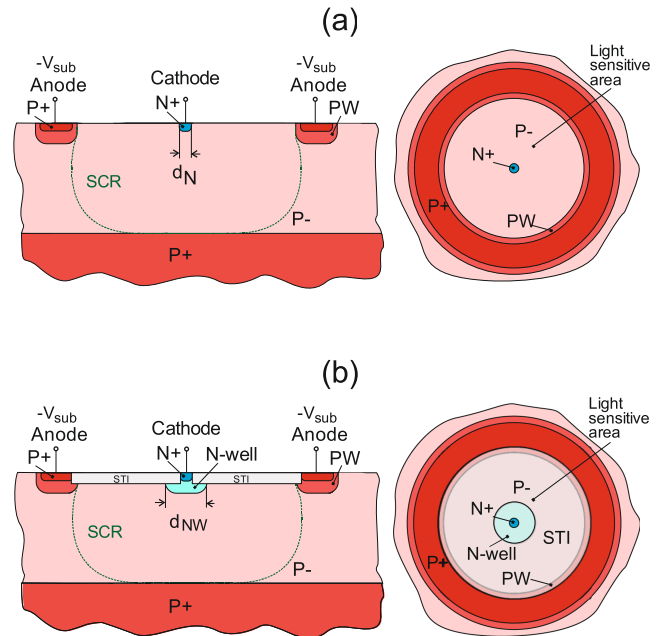 (a)
-Vsub
Anode
P+
Cathode
N+
-Vsub
Anode
PW
dN
SCR
P-
P+
Light
sensitive
area
P-
N+
P+
PW
(b)
-Vsub
Anode
P+
Cathode
N+
N-well
-Vsub
Anode
PW
STI
STI
dNW
SCR
P-
P+
Light
sensitive
area
P-
N+
N-well
STI
P+
PW